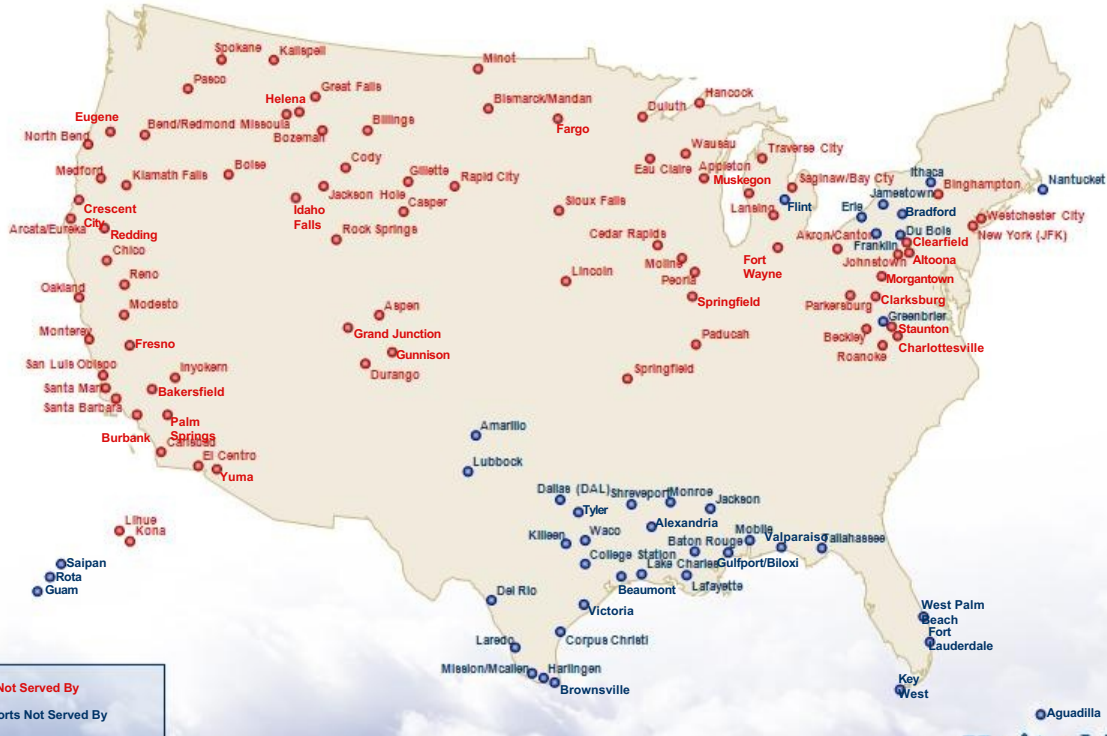 Spokane
Kalispell
Minot
Pasco
Great Falls
Helena
Bismarck/Mandan
Hancock
Duluth
Eugene
Bend/Redmond
Missoula
Billings
Fargo
North Bend
Bozeman
Wausau
Traverse City
Medford
Klamath Falls
Boise
Cody
Gillette
Rapid City
Eau Claire
Appleton
Muskegon
Saginaw/Bay Cty
Ithaca
Binghampton
Nantucket
Jackson Hole
Casper
Jamestown
Crescent
City
Idaho
Falls
Sioux Falls
Lansing
Flint
Erie
Bradford
Westchester City
Arcata/Eureka
Redding
Rock Springs
Cedar Rapids
Akron/Canton
Du Bois
New York (JFK)
Franklin
Clearfield
Chico
Moline
Fort
Wayne
Johnstown
Altoona
Reno
Lincoln
Peoria
Morgantown
Oakland
Springfield
Parkersburg
Clarksburg
Modesto
Aspen
Greenbrier
Monterey
Grand Junction
Paducah
Beckley
Staunton
Fresno
Gunnison
Roanoke
Charlottesville
San Luis Obispo
Inyokern
Durango
Springfield
Santa Mari
Bakersfield
Santa Barbara
Palm
Springs
Burbank
Carlsbad
Amarillo
El Centro
Lubbock
Yuma
Dallas (DAL)
Shreveport
Monroe
Jackson
Tyler
Lihue
Kona
Killeen
Waco
Alexandria
Mobile
Valparaiso
Tallahassee
Baton Rouge
College Station
Lake Charles
Gulfport/Biloxi
Saipan
Rota
Guam
Beaumont
Lafayette
Del Rio
Victoria
West Palm
Beach
Fort
Lauderdale
Laredo
Corpus Christi
Mission/Mcallen
Harlingen
Brownsville
Key
West
Aguadilla
Not Served By
orts Not Served By